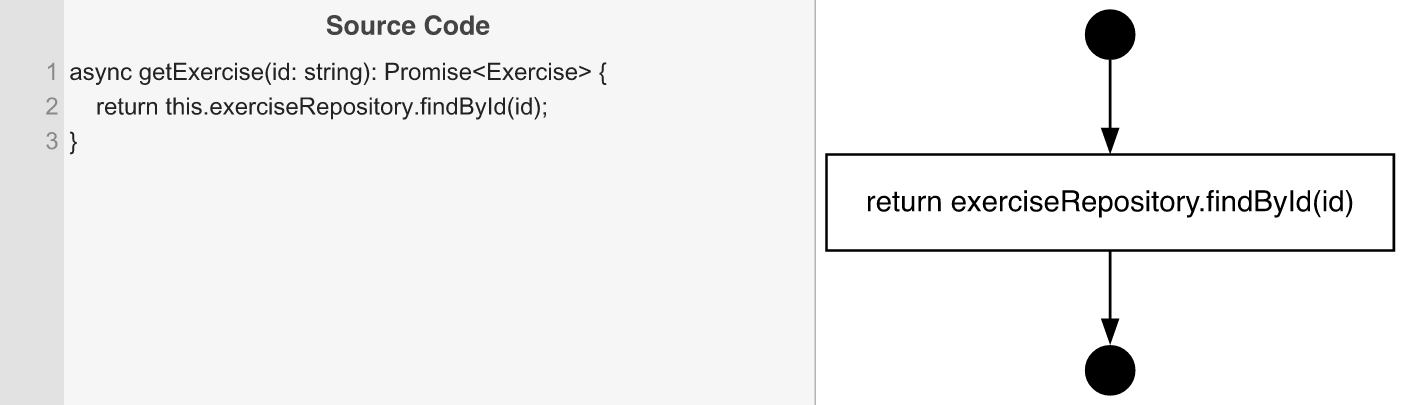 Source Code
1 async getExercise(id: string): Promise<Exercise> {
2 return this.exerciseRepository.findById(id);
3 }
return exerciseRepository.findById(id)